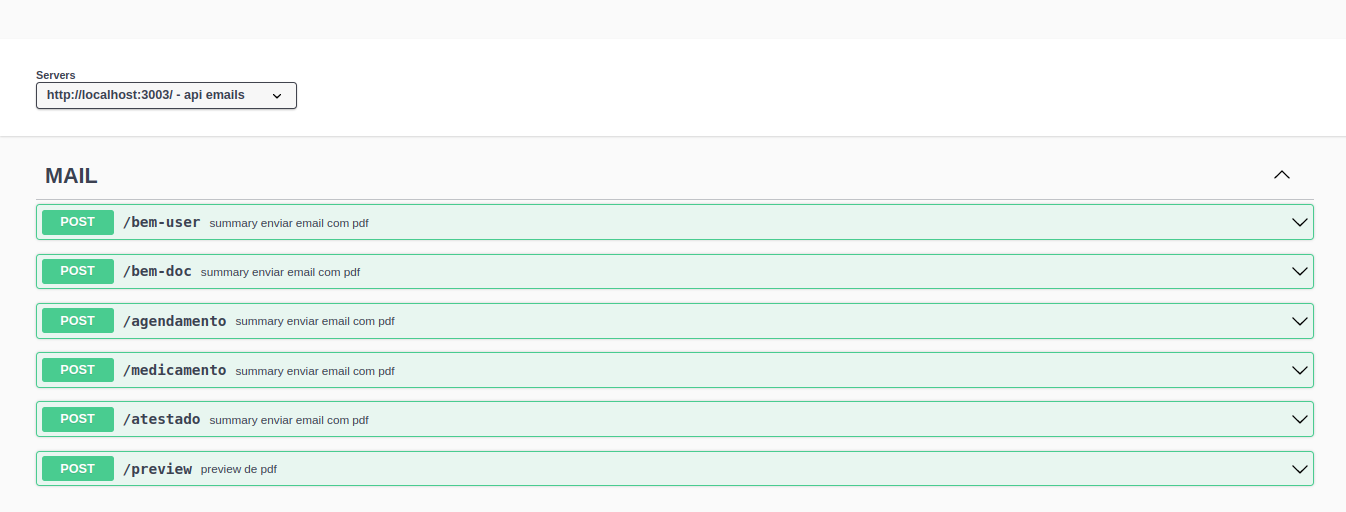 Servers
http://localhost:3003/ - api emails
MAIL
POST /bem-user summary enviar email com pdf
POST /bem-doc summary enviar email com pdf
POST /agendamento summary enviar email com pdf
POST /medicamento summary enviar email com pdf
POST /atestado summary enviar email com pdf
POST /preview preview de pdf